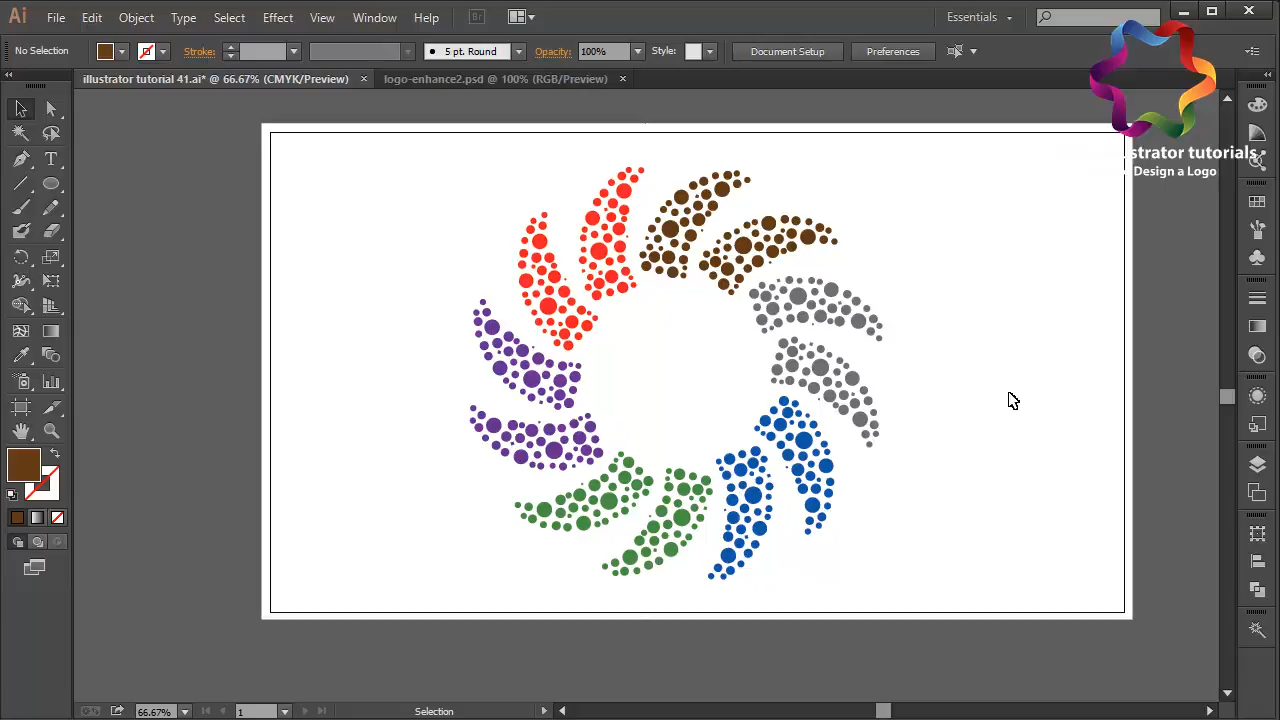 Ai File Edit Object Type Select Effect View Window Help Br Essentials
No Selection Stroke: 5 pt. Round Opacity: 100% Style: Document Setup Preferences
illustrator tutorial 41.ai* @ 66.67% (CMYK/Preview) × logo-enhance2.psd @ 100% (RGB/Preview) ×
strator tutorials
Design a Logo
66.67% 1 Selection